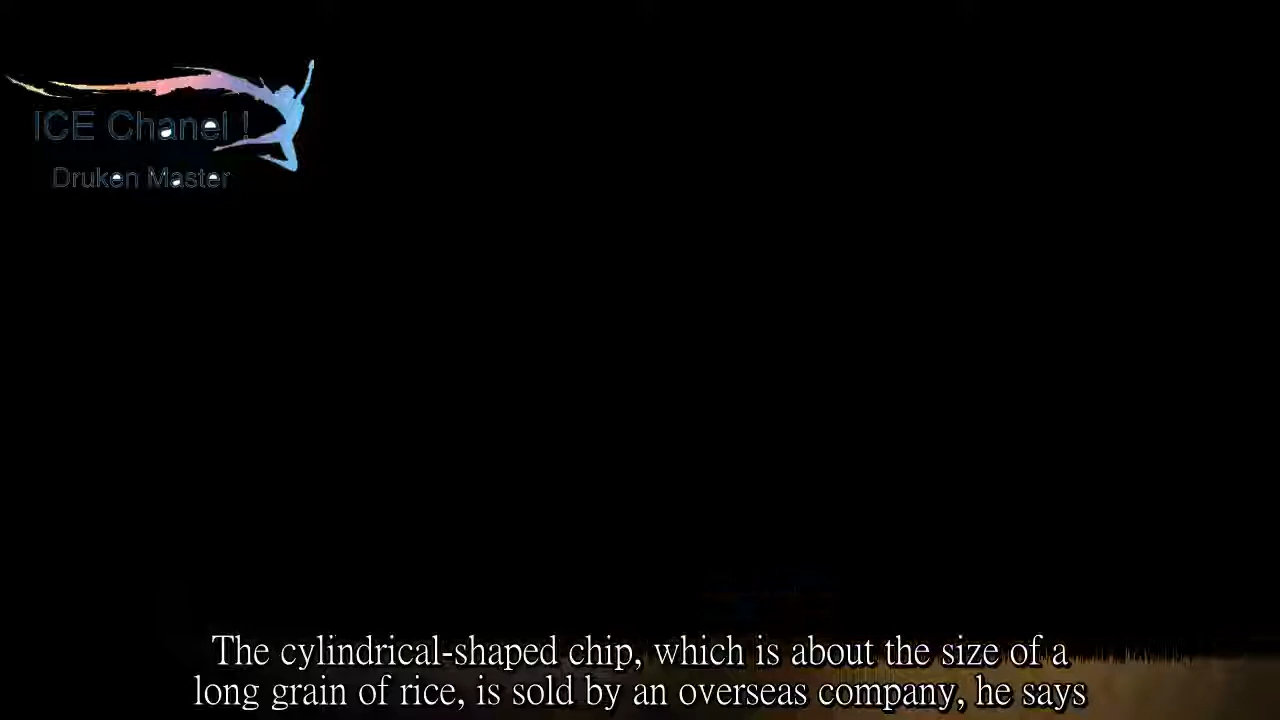 ICE Chanel !
Druken Master
The cylindrical-shaped chip, which is about the size of a
long grain of rice, is sold by an overseas company, he says